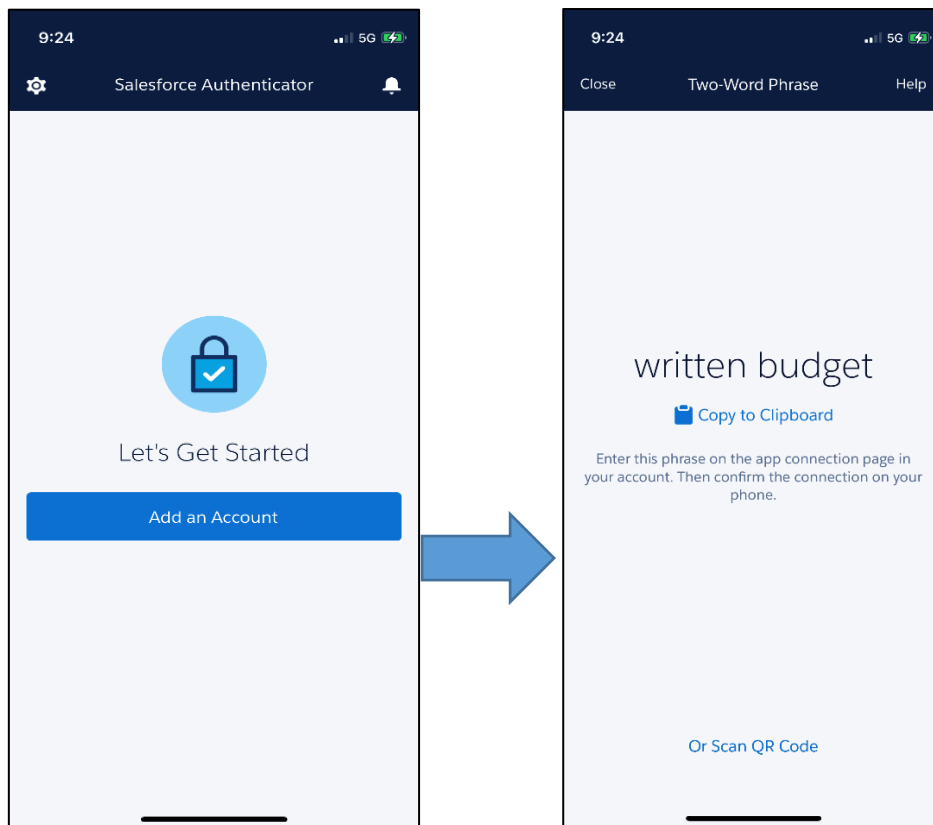 9:24
5G
Salesforce Authenticator
Let's Get Started
Add an Account
9:24
5G
Close
Two-Word Phrase
Help
written budget
Copy to Clipboard
Enter this phrase on the app connection page in
your account. Then confirm the connection on your
phone.
Or Scan QR Code